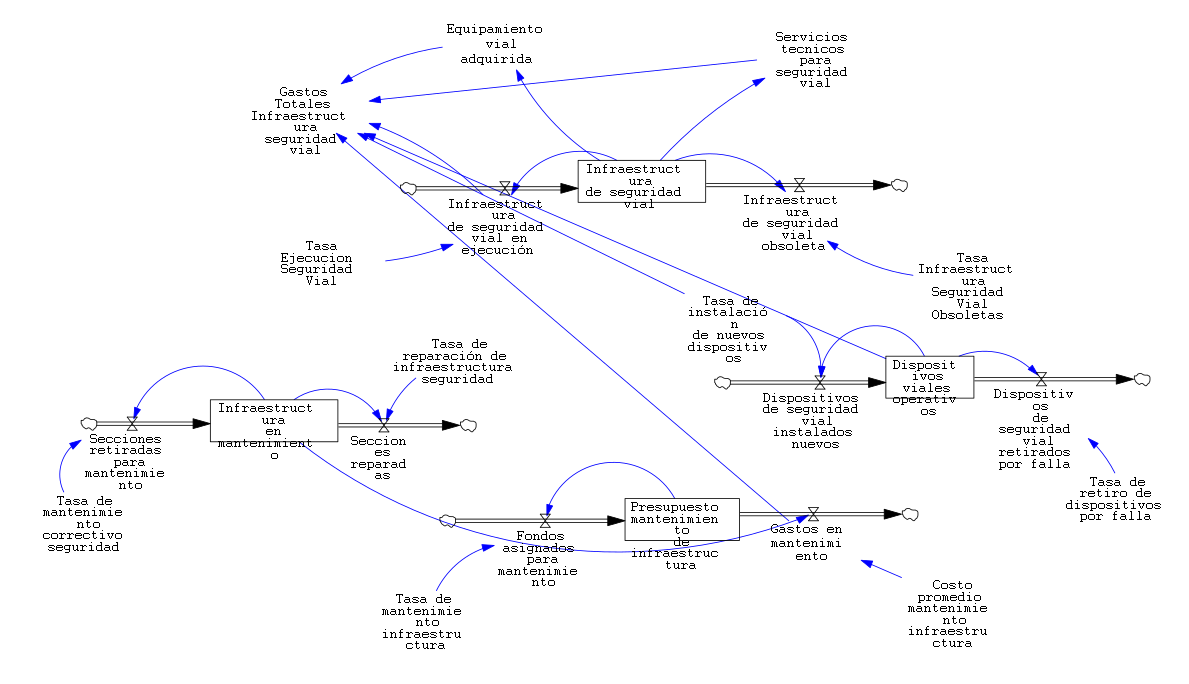 Equipamiento
vial
adquirida
Servicios
tecnicos
para
seguridad
vial
Gastos
Totales
Infraestruct
ura
seguridad
vial
Infraestruct
ura
de seguridad
vial
Infraestruct
ura
de seguridad
vial en
ejecución
Infraestruct
ura
de seguridad
vial
obsoleta
Tasa
Ejecucion
Seguridad
Vial
Tasa
Infraestruct
ura
Seguridad
Vial
Obsoletas
Tasa de
instalació
n
de nuevos
dispositiv
os
Tasa de
reparación de
infraestructura
seguridad
Disposit
ivos
viales
operativ
os
Dispositivos
de seguridad
vial
instalados
nuevos
Dispositiv
os
de
seguridad
vial
retirados
por falla
Infraestruct
ura
en
mantenimient
o
Secciones
retiradas
para
mantenimie
nto
Seccion
es
reparad
as
Tasa de
mantenimie
nto
correctivo
seguridad
Tasa de
retiro de
dispositivos
por falla
Presupuesto
mantenimien
to
de
infraestruc
tura
Fondos
asignados
para
mantenimie
nto
Gastos en
mantenimi
ento
Tasa de
mantenimie
nto
infraestru
ctura
Costo
promedio
mantenimie
nto
infraestru
ctura